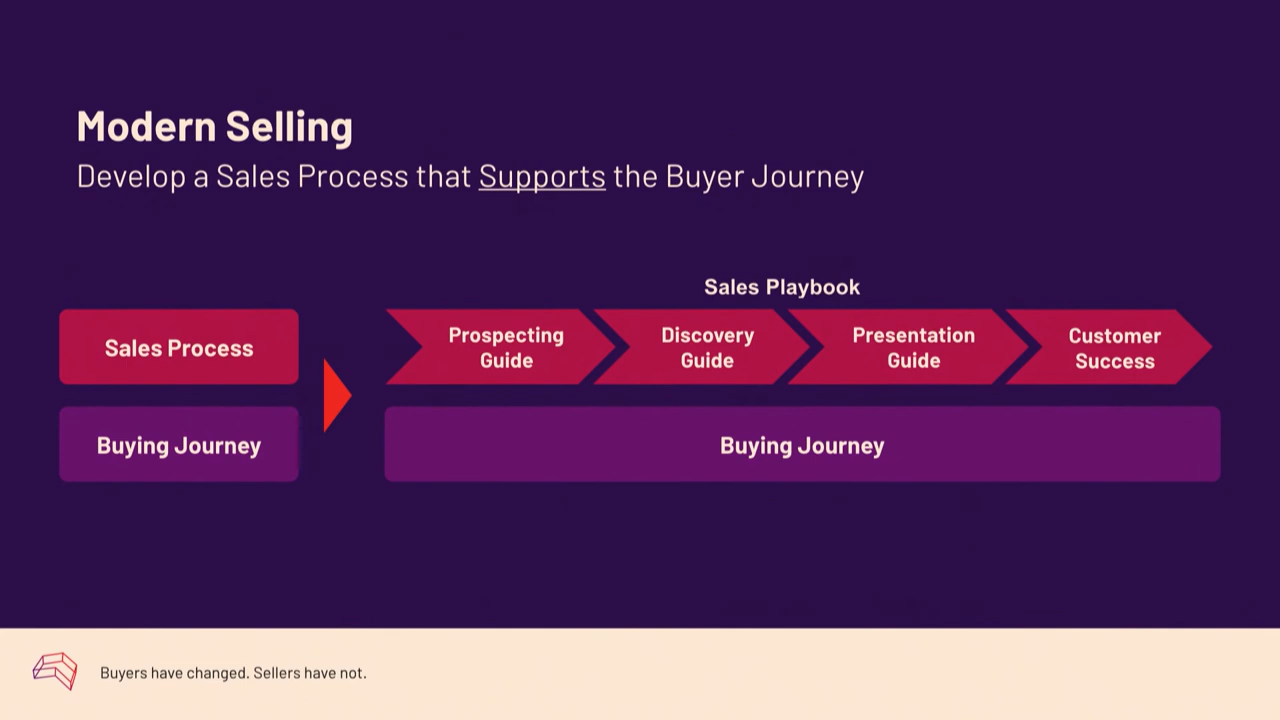 Modern Selling
Develop a Sales Process that Supports the Buyer Journey
Sales Playbook
Sales Process
Prospecting
Guide
Discovery
Guide
Presentation
Guide
Customer
Success
Buying Journey
Buying Journey
Buyers have changed. Sellers have not.